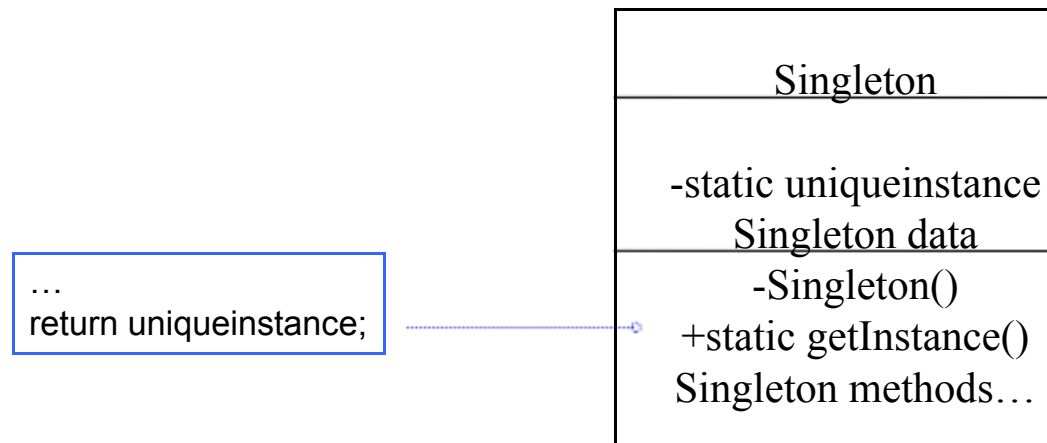 Singleton
-static uniqueinstance
Singleton data
-Singleton()
+static getInstance()
Singleton methods…
…
return uniqueinstance;